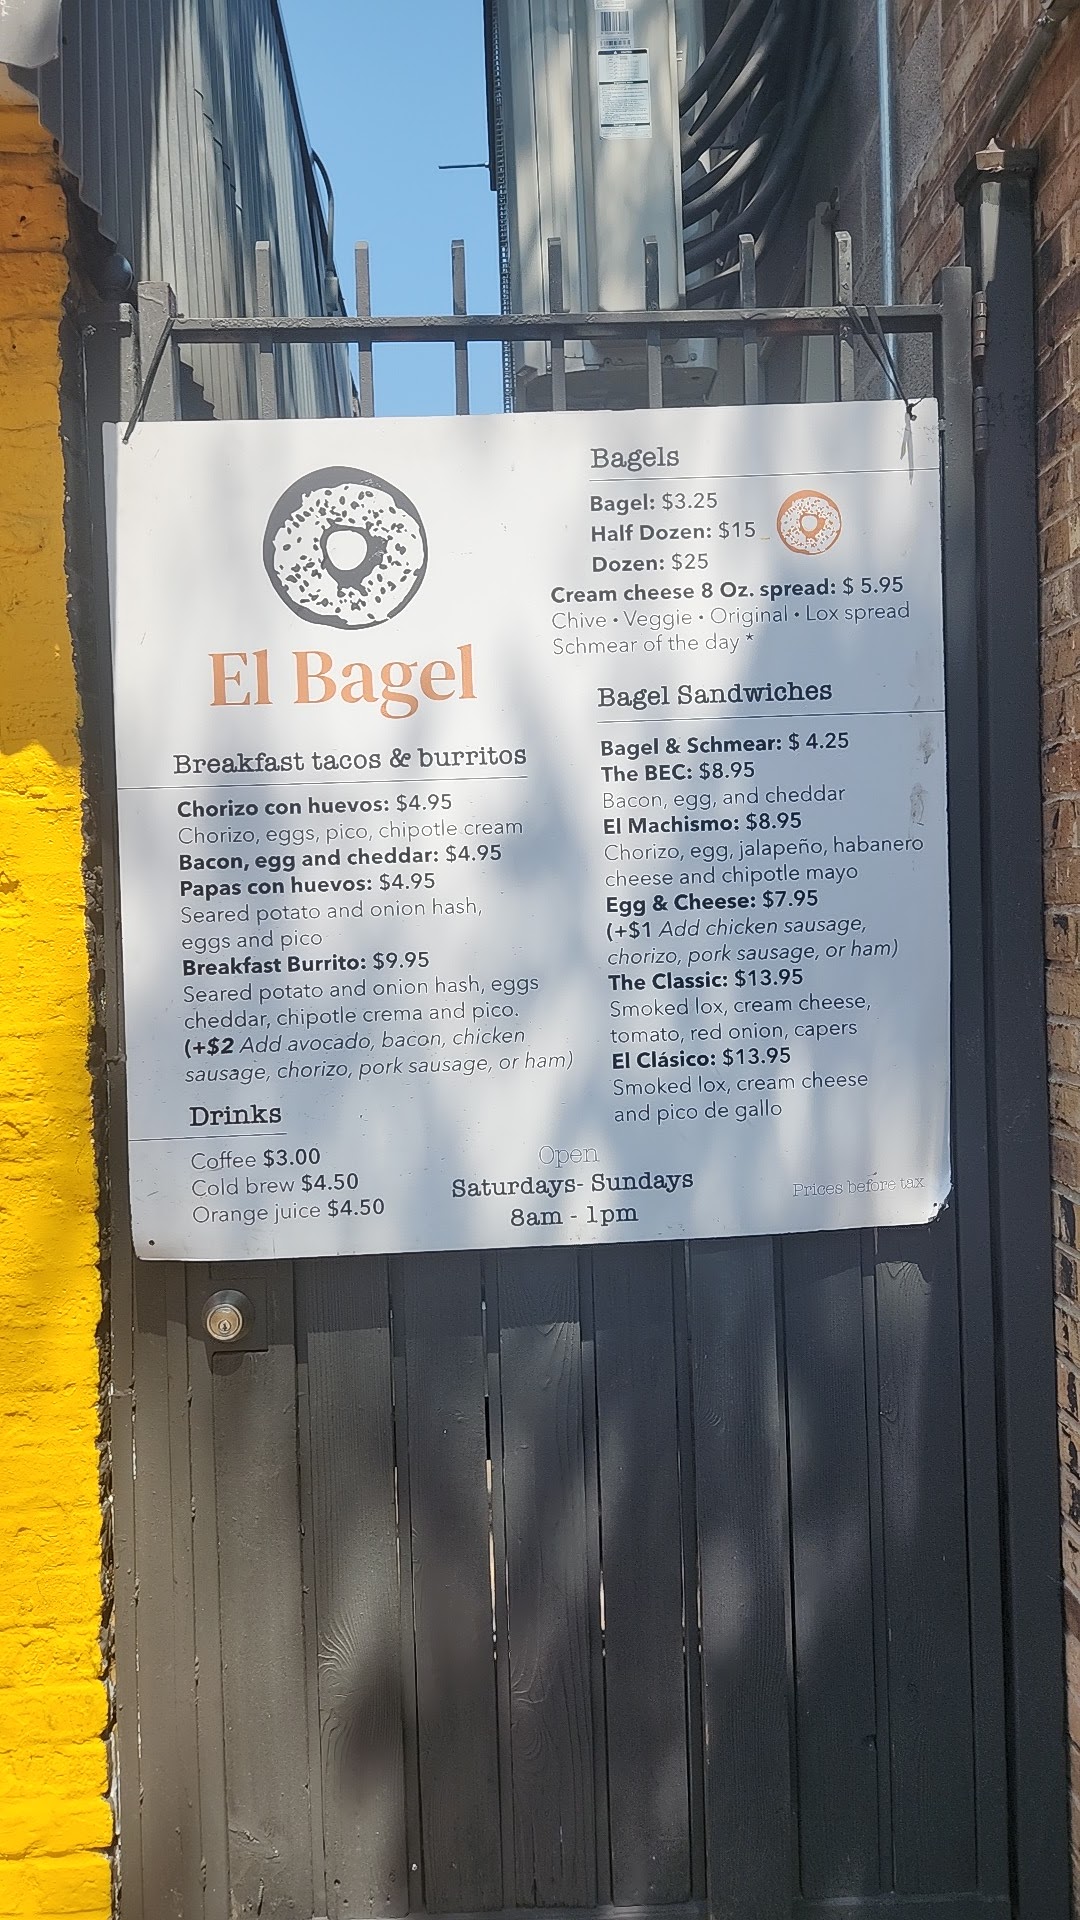 El Bagel
Breakfast tacos & burritos
Chorizo con huevos: $4.95
Chorizo, eggs, pico, chipotle cream
Bacon, egg and cheddar: $4.95
Papas con huevos: $4.95
Seared potato and onion hash,
eggs and pico
Breakfast Burrito: $9.95
Seared potato and onion hash, eggs
cheddar, chipotle crema and pico.
(+$2 Add avocado, bacon, chicken
sausage, chorizo, pork sausage, or ham)
Drinks
Coffee $3.00
Cold brew $4.50
Orange juice $4.50
Bagels
Bagel: $3.25
Half Dozen: $15
Dozen: $25
Cream cheese 8 Oz. spread: $ 5.95
Chive • Veggie • Original • Lox spread
Schmear of the day *
Bagel Sandwiches
Bagel & Schmear: $ 4.25
The BEC: $8.95
Bacon, egg, and cheddar
El Machismo: $8.95
Chorizo, egg, jalapeño, habanero
cheese and chipotle mayo
Egg & Cheese: $7.95
(+$1 Add chicken sausage,
chorizo, pork sausage, or ham)
The Classic: $13.95
Smoked lox, cream cheese,
tomato, red onion, capers
El Clásico: $13.95
Smoked lox, cream cheese
and pico de gallo
Open
Saturdays- Sundays
8am - 1pm
Prices before tax